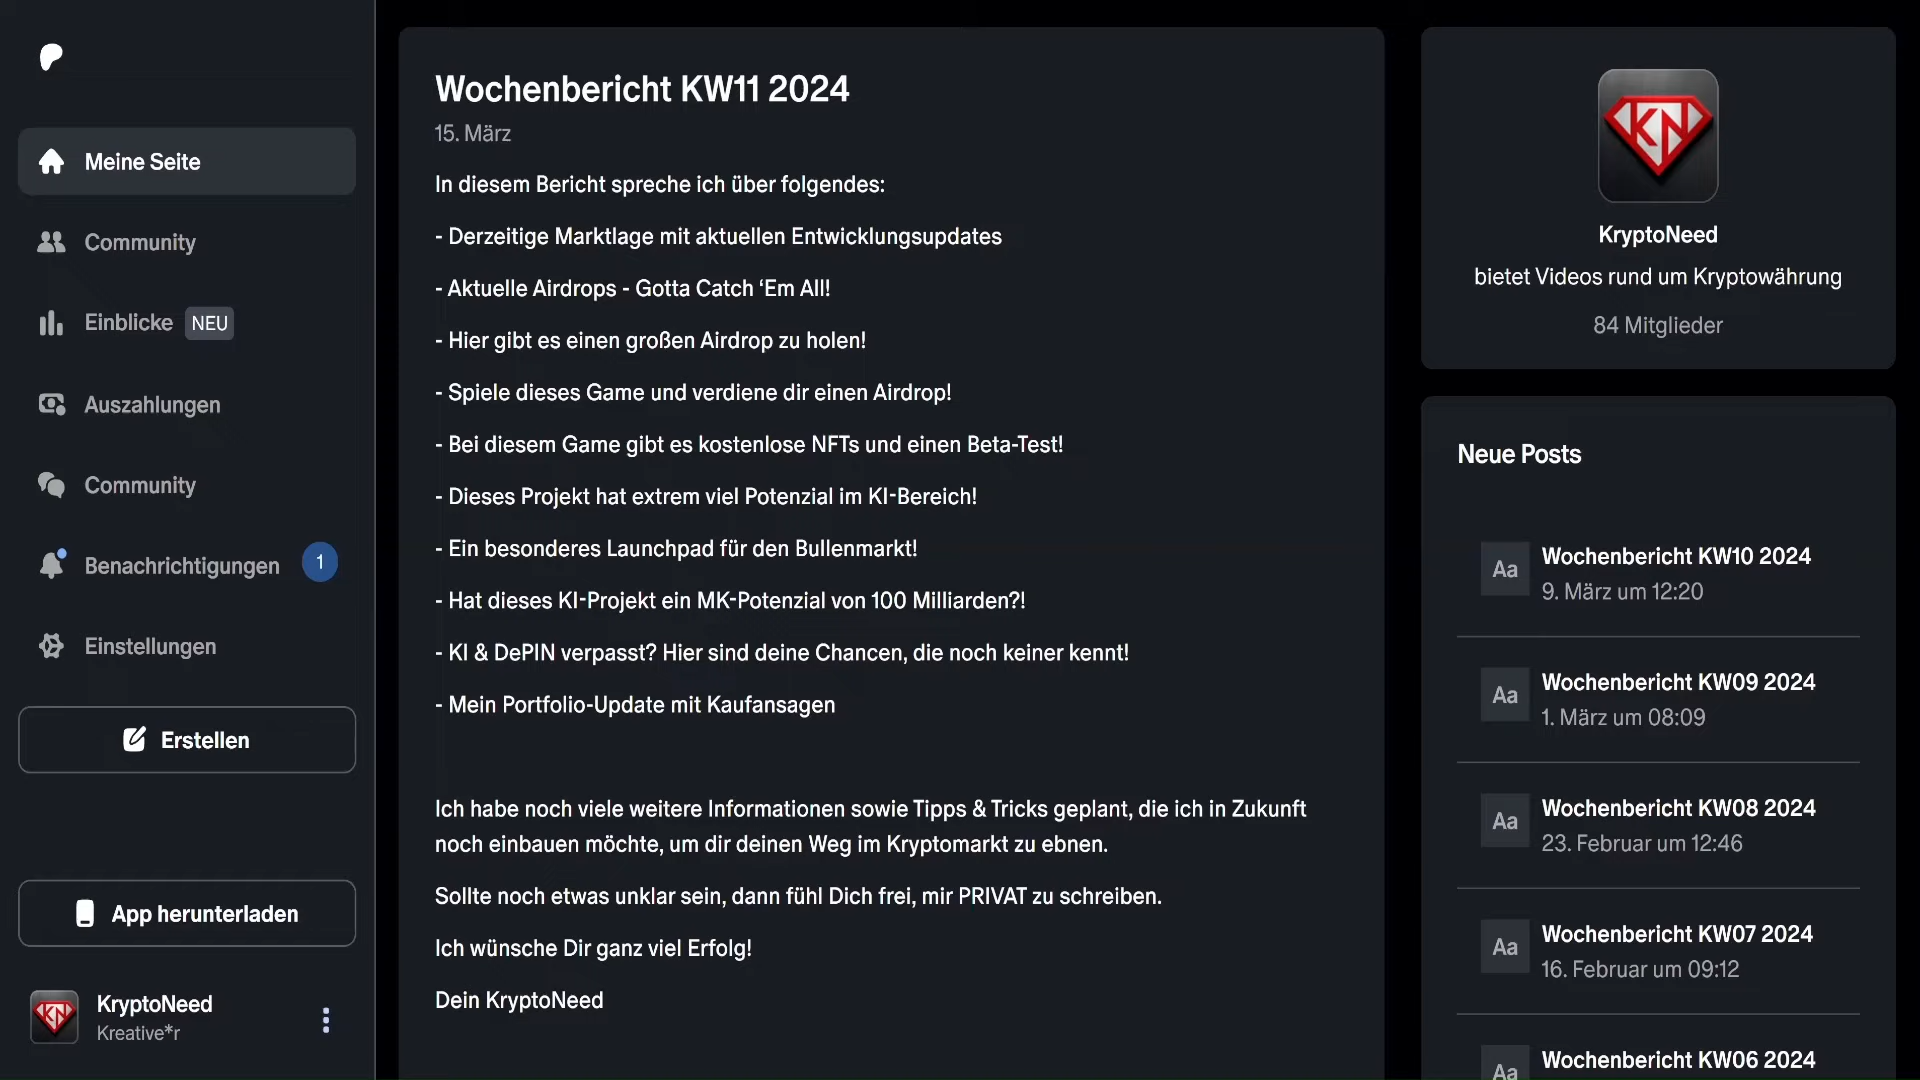 Meine Seite
Community
Einblicke NEU
Auszahlungen
Community
Benachrichtigungen 1
Einstellungen
Erstellen
App herunterladen
KN
KryptoNeed
Kreative*r
Wochenbericht KW11 2024
15. März
In diesem Bericht spreche ich über folgendes:
- Derzeitige Marktlage mit aktuellen Entwicklungsupdates
- Aktuelle Airdrops - Gotta Catch ‘Em All!
- Hier gibt es einen großen Airdrop zu holen!
- Spiele dieses Game und verdiene dir einen Airdrop!
- Bei diesem Game gibt es kostenlose NFTs und einen Beta-Test!
- Dieses Projekt hat extrem viel Potenzial im KI-Bereich!
- Ein besonderes Launchpad für den Bullenmarkt!
- Hat dieses KI-Projekt ein MK-Potenzial von 100 Milliarden?!
- KI & DePIN verpasst? Hier sind deine Chancen, die noch keiner kennt!
- Mein Portfolio-Update mit Kaufansagen
Ich habe noch viele weitere Informationen sowie Tipps & Tricks geplant, die ich in Zukunft
noch einbauen möchte, um dir deinen Weg im Kryptomarkt zu ebnen.
Sollte noch etwas unklar sein, dann fühl Dich frei, mir PRIVAT zu schreiben.
Ich wünsche Dir ganz viel Erfolg!
Dein KryptoNeed
KN
KryptoNeed
bietet Videos rund um Kryptowährung
84 Mitglieder
Neue Posts
Aa
Wochenbericht KW10 2024
9. März um 12:20
Aa
Wochenbericht KW09 2024
1. März um 08:09
Aa
Wochenbericht KW08 2024
23. Februar um 12:46
Aa
Wochenbericht KW07 2024
16. Februar um 09:12
Aa
Wochenbericht KW06 2024